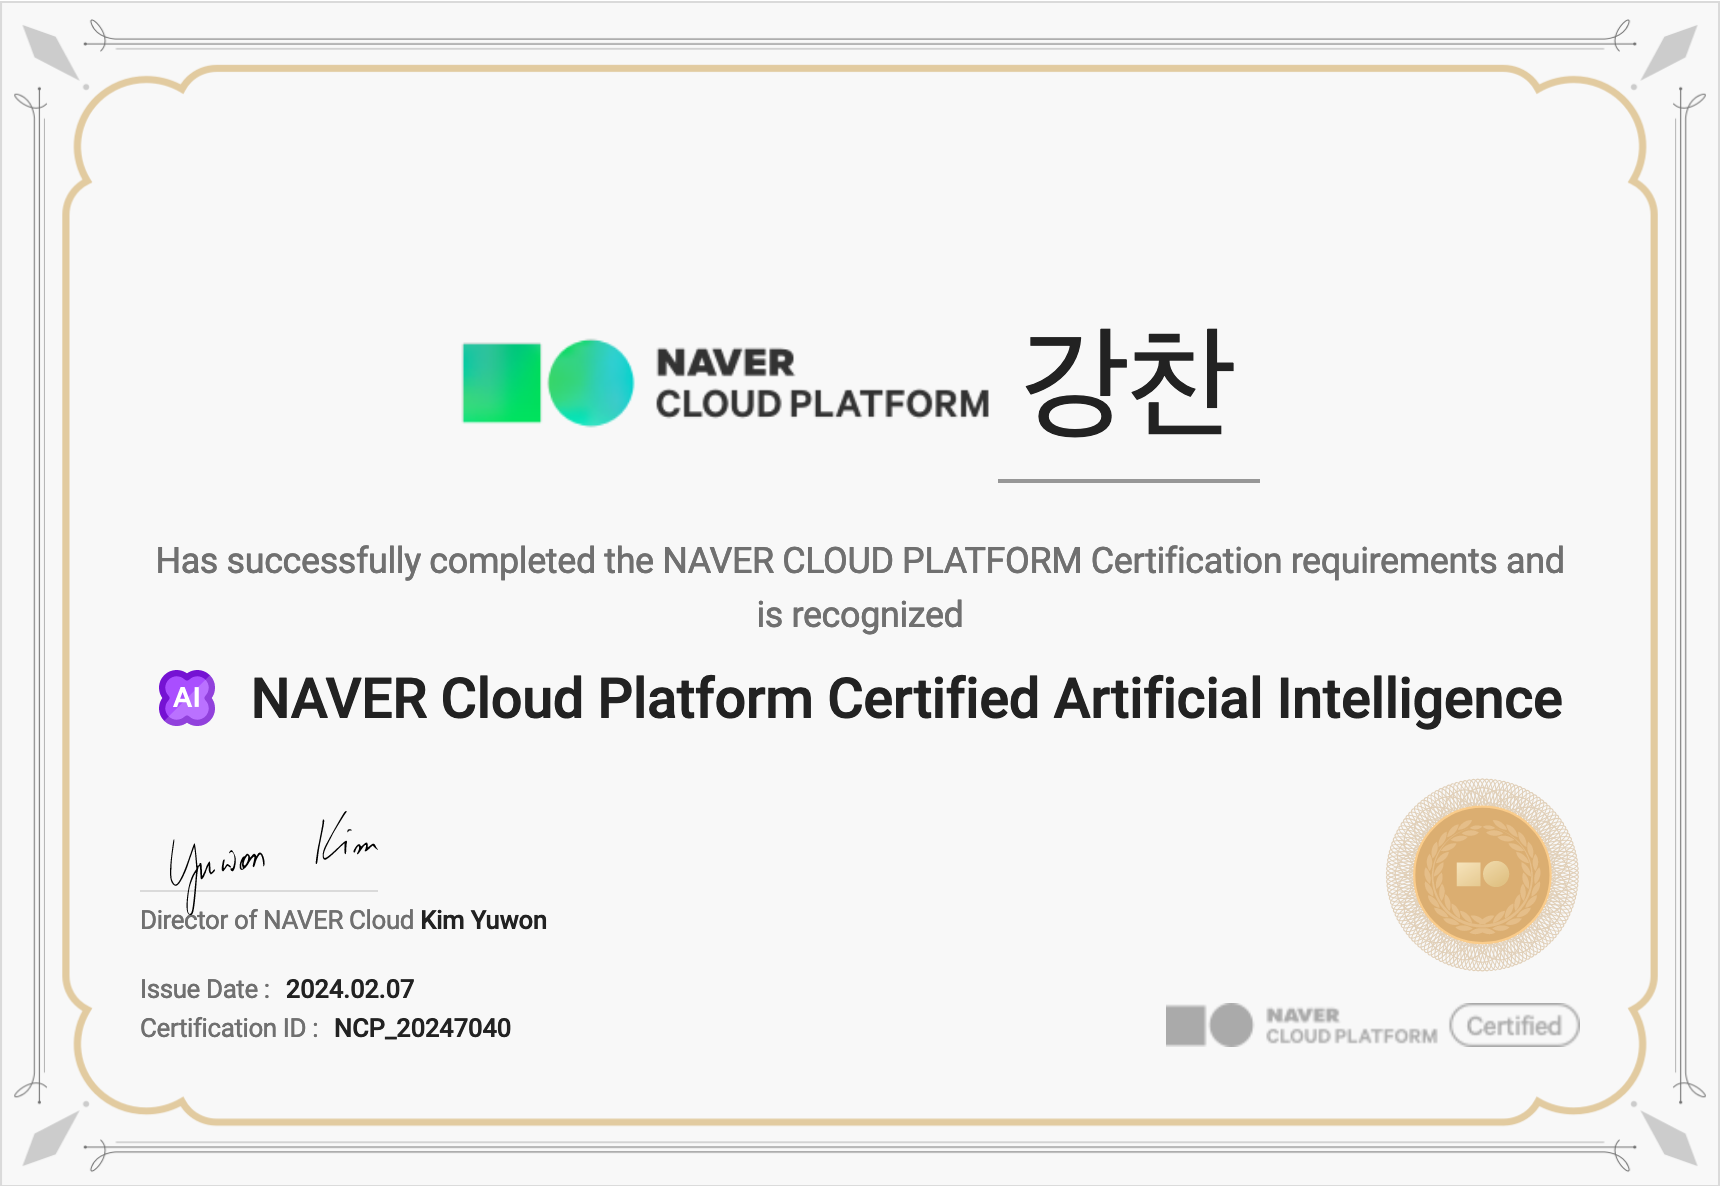 NAVER
CLOUD PLATFORM
강찬
Has successfully completed the NAVER CLOUD PLATFORM Certification requirements and
is recognized
AI NAVER Cloud Platform Certified Artificial Intelligence
Yuwon Kim
Director of NAVER Cloud Kim Yuwon
Issue Date : 2024.02.07
Certification ID : NCP_20247040
NAVER
CLOUD PLATFORM
Certified